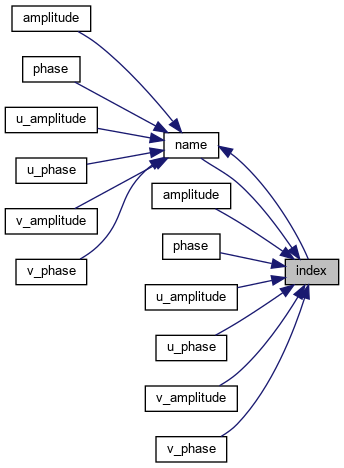 amplitude
phase
u_amplitude
name
u_phase
amplitude
v_amplitude
phase
v_phase
index
u_amplitude
u_phase
v_amplitude
v_phase